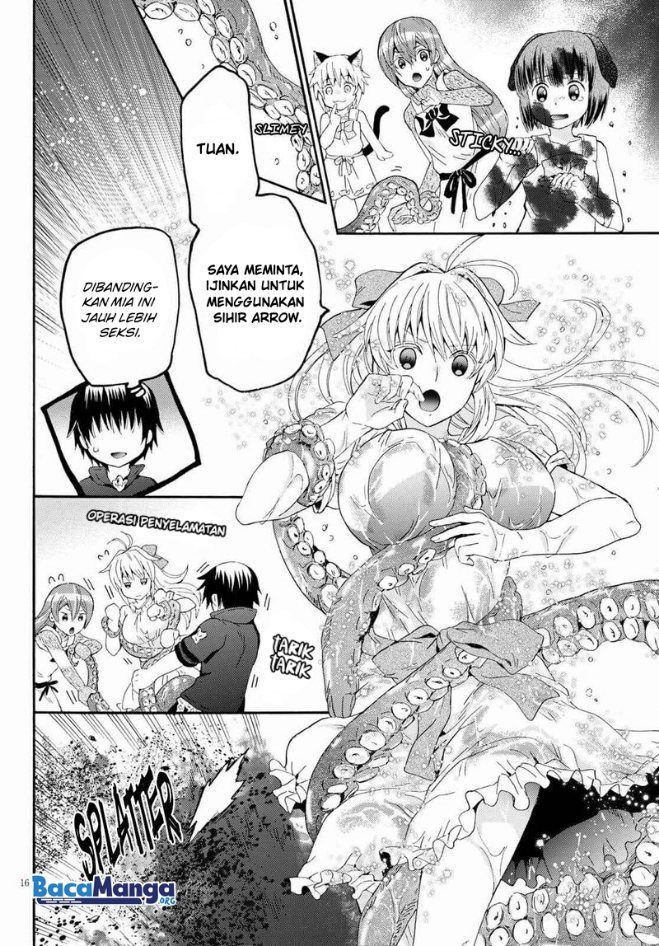 STICKY...
SLIMEY
TUAN.
SAYA MEMINTA,
IJINKAN UNTUK
MENGGUNAKAN
SIHIR ARROW.
DIBANDING-
KAN MIA INI
JAUH LEBIH
SEKSI.
OPERASI PENYELAMATAN
TARIK
TARIK
SPLATTER
16
BacaManga
.ORG